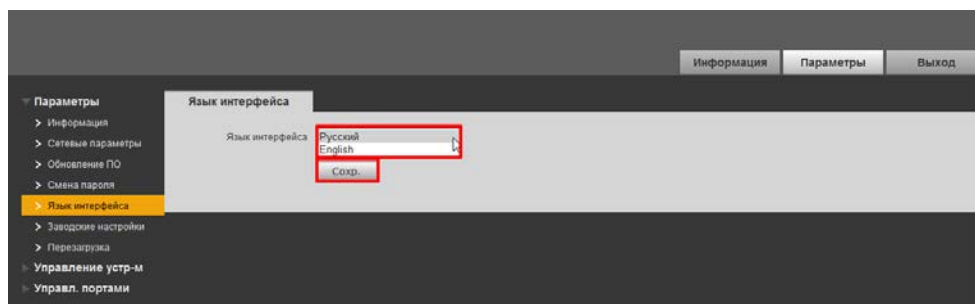 Информация Параметры Выход
Параметры
Язык интерфейса
Информация
Сетевые параметры
Обновление ПО
Смена пароля
Язык интерфейса
Заводские настройки
Перезагрузка
Управление устр-м
Управл. портами
Язык интерфейса
Русский
English
Сохр.